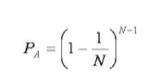 P_A = (1 - 1/N)^{N-1}